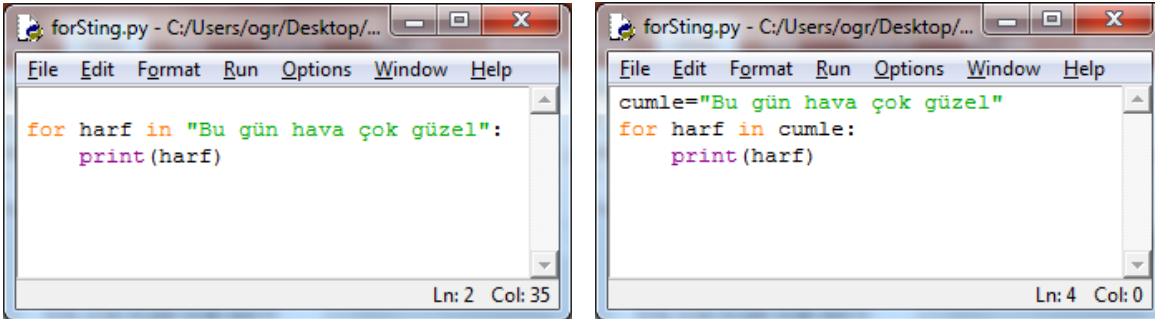 forSting.py - C:/Users/ogr/Desktop/...
File Edit Format Run Options Window Help
for harf in "Bu gün hava çok güzel":
    print(harf)
Ln: 2 Col: 35
forSting.py - C:/Users/ogr/Desktop/...
File Edit Format Run Options Window Help
cumle="Bu gün hava çok güzel"
for harf in cumle:
    print(harf)
Ln: 4 Col: 0